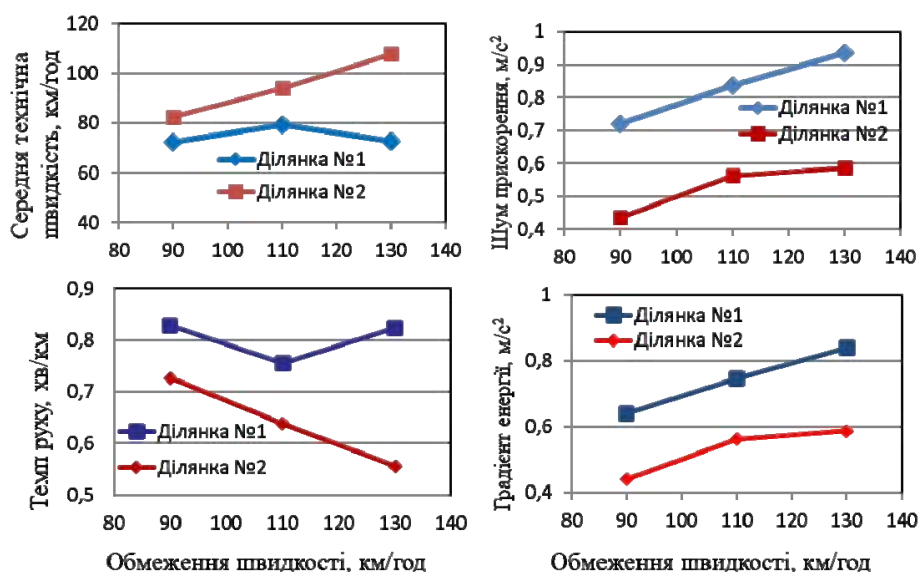 Середня технічна
швидкість, км/год
120
100
80
60
40
Ділянка №1
Ділянка №2
80 90 100 110 120 130 140
Шум прискорення, м/с²
1
0,9
0,8
0,7
0,6
0,5
0,4
Ділянка №1
Ділянка №2
80 90 100 110 120 130 140
Темп руху, хв/км
0,9
0,8
0,7
0,6
0,5
Ділянка №1
Ділянка №2
80 90 100 110 120 130 140
Обмеження швидкості, км/год
Градієнт енергії, м/с²
1
0,8
0,6
0,4
Ділянка №1
Ділянка №2
80 90 100 110 120 130 140
Обмеження швидкості, км/год